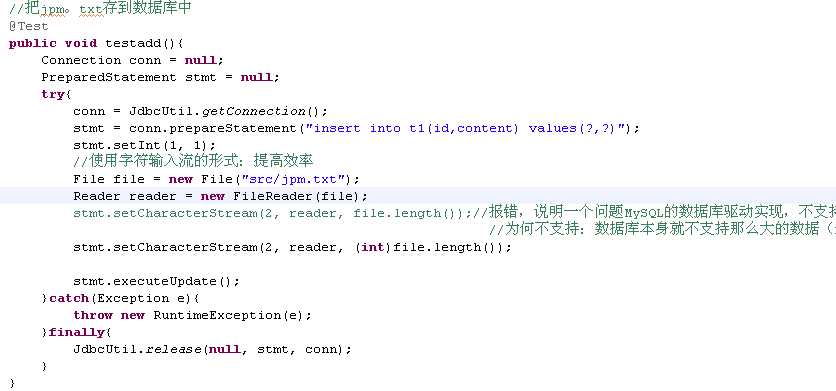 //把jpm。txt存到数据库中
@Test
public void testadd(){
Connection conn = null;
PreparedStatement stmt = null;
try{
conn = JdbcUtil.getConnection();
stmt = conn.prepareStatement("insert into t1(id,content) values(?,?)");
stmt.setInt(1, 1);
//使用字符输入流的形式：提高效率
File file = new File("src/jpm.txt");
Reader reader = new FileReader(file);
stmt.setCharacterStream(2, reader, file.length());//报错，说明一个问题MySQL的数据库驱动实现，不支持
//为何不支持：数据库本身就不支持那么大的数据（
stmt.setCharacterStream(2, reader, (int)file.length());
stmt.executeUpdate();
}catch(Exception e){
throw new RuntimeException(e);
}finally{
JdbcUtil.release(null, stmt, conn);
}
}